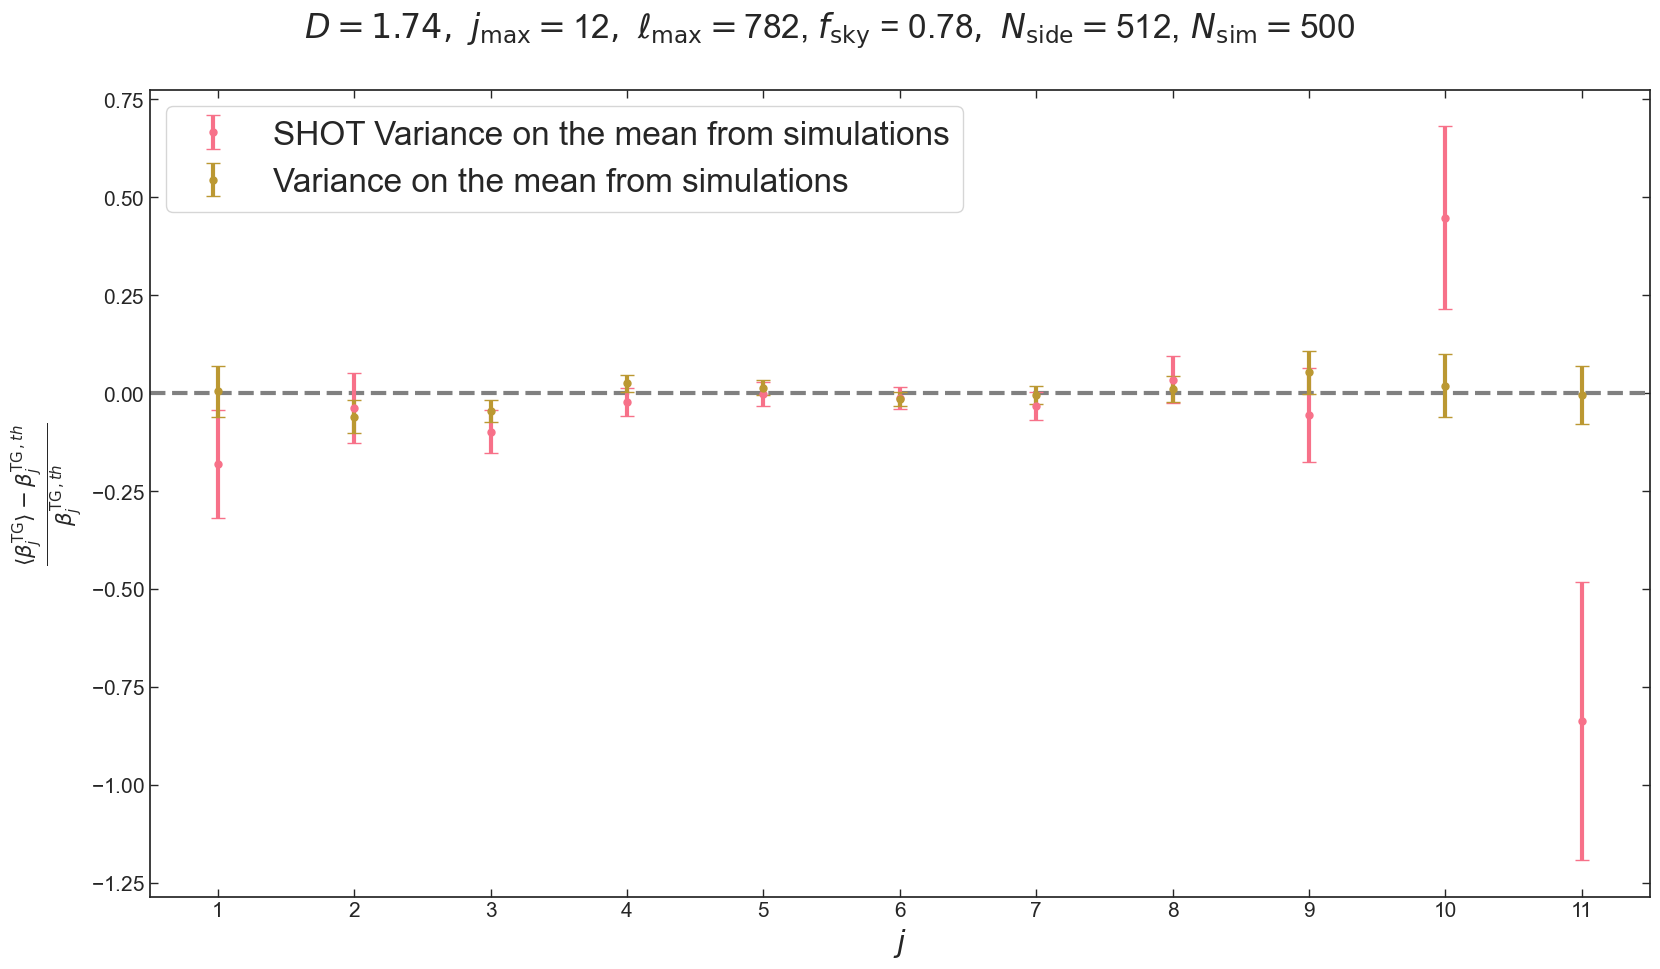 D = 1.74, j_max = 12, ℓ_max = 782, f_sky = 0.78, N_side = 512, N_sim = 500
SHOT Variance on the mean from simulations
Variance on the mean from simulations
0.75
0.50
0.25
0.00
−0.25
−0.50
−0.75
−1.00
−1.25
⟨β_j^TG⟩ − β_j^TG, th
β_j^TG, th
1 2 3 4 5 6 7 8 9 10 11
j